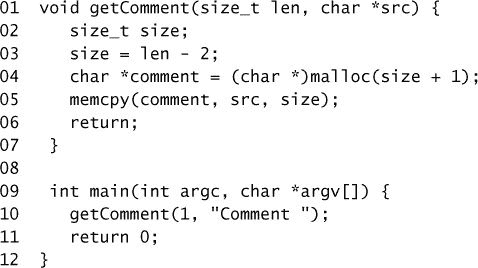 01  void getComment(size_t len, char *src) {
02     size_t size;
03     size = len - 2;
04     char *comment = (char *)malloc(size + 1);
05     memcpy(comment, src, size);
06     return;
07   }
08
09   int main(int argc, char *argv[]) {
10     getComment(1, "Comment ");
11     return 0;
12  }